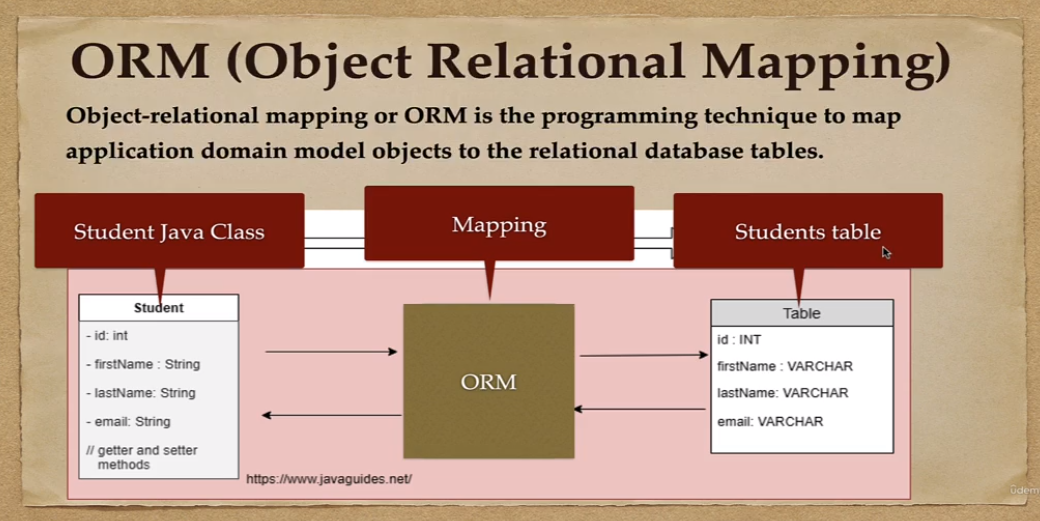 ORM (Object Relational Mapping)
Object-relational mapping or ORM is the programming technique to map
application domain model objects to the relational database tables.
Student Java Class
Mapping
Students table
Student
- id: int
- firstName : String
- lastName: String
- email: String
// getter and setter
methods
ORM
Table
id : INT
firstName : VARCHAR
lastName: VARCHAR
email: VARCHAR
https://www.javaguides.net/
udem